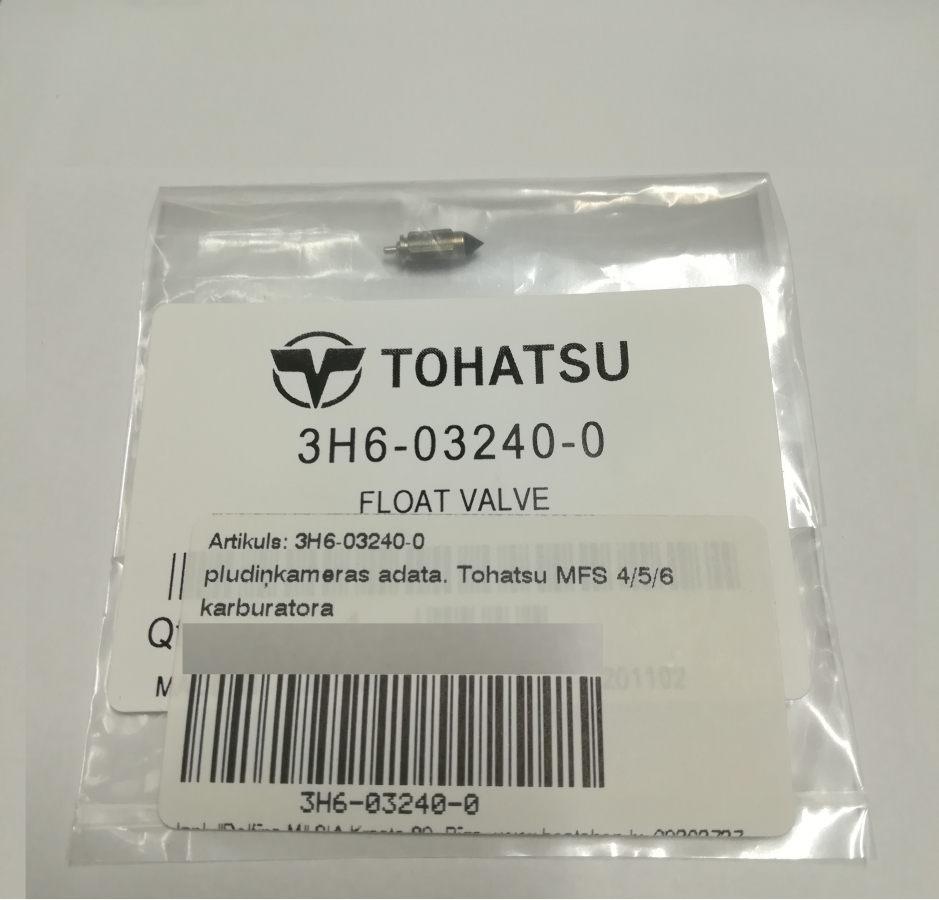 TOHATSU
3H6-03240-0
FLOAT VALVE
Artikuls: 3H6-03240-0
pludiņkameras adata. Tohatsu MFS 4/5/6
karburatora
201102
3H6-03240-0